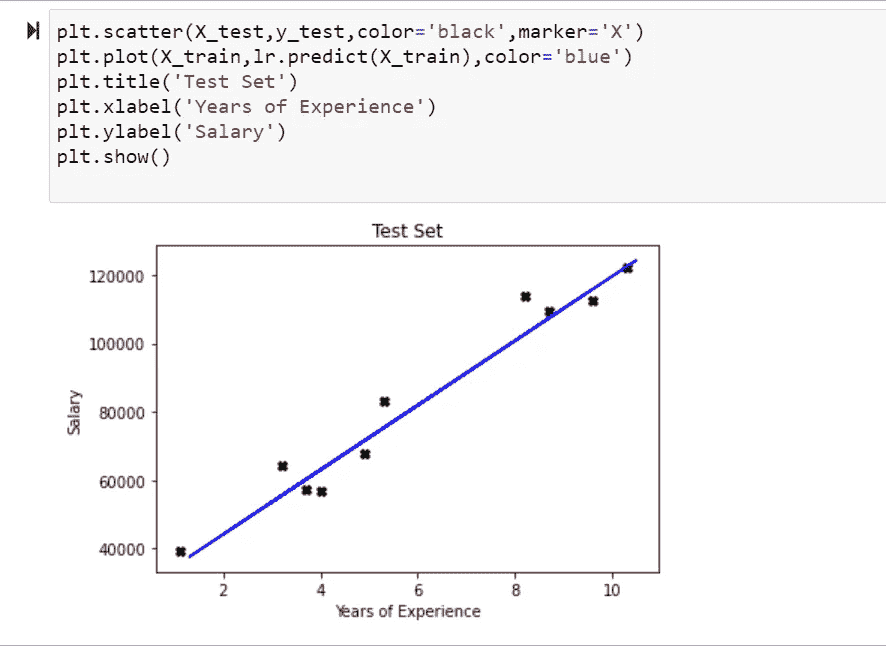 plt.scatter(X_test,y_test,color='black',marker='X')
plt.plot(X_train,lr.predict(X_train),color='blue')
plt.title('Test Set')
plt.xlabel('Years of Experience')
plt.ylabel('Salary')
plt.show()
Test Set
120000
100000
80000
60000
40000
Salary
2 4 6 8 10
Years of Experience